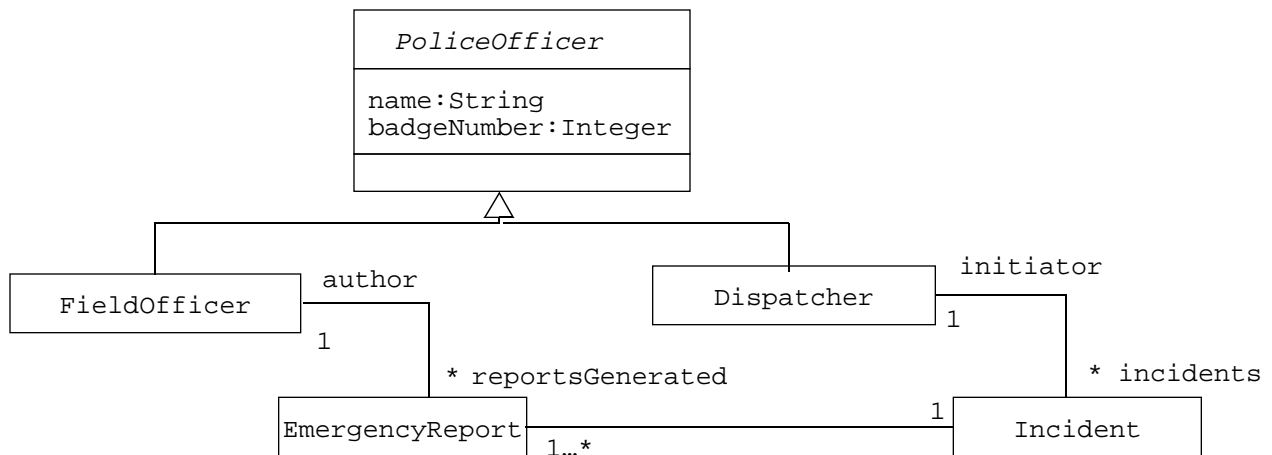 PoliceOfficer
name:String
badgeNumber:Integer
author
initiator
FieldOfficer
Dispatcher
1
1
* reportsGenerated
* incidents
EmergencyReport
1
Incident
1…*